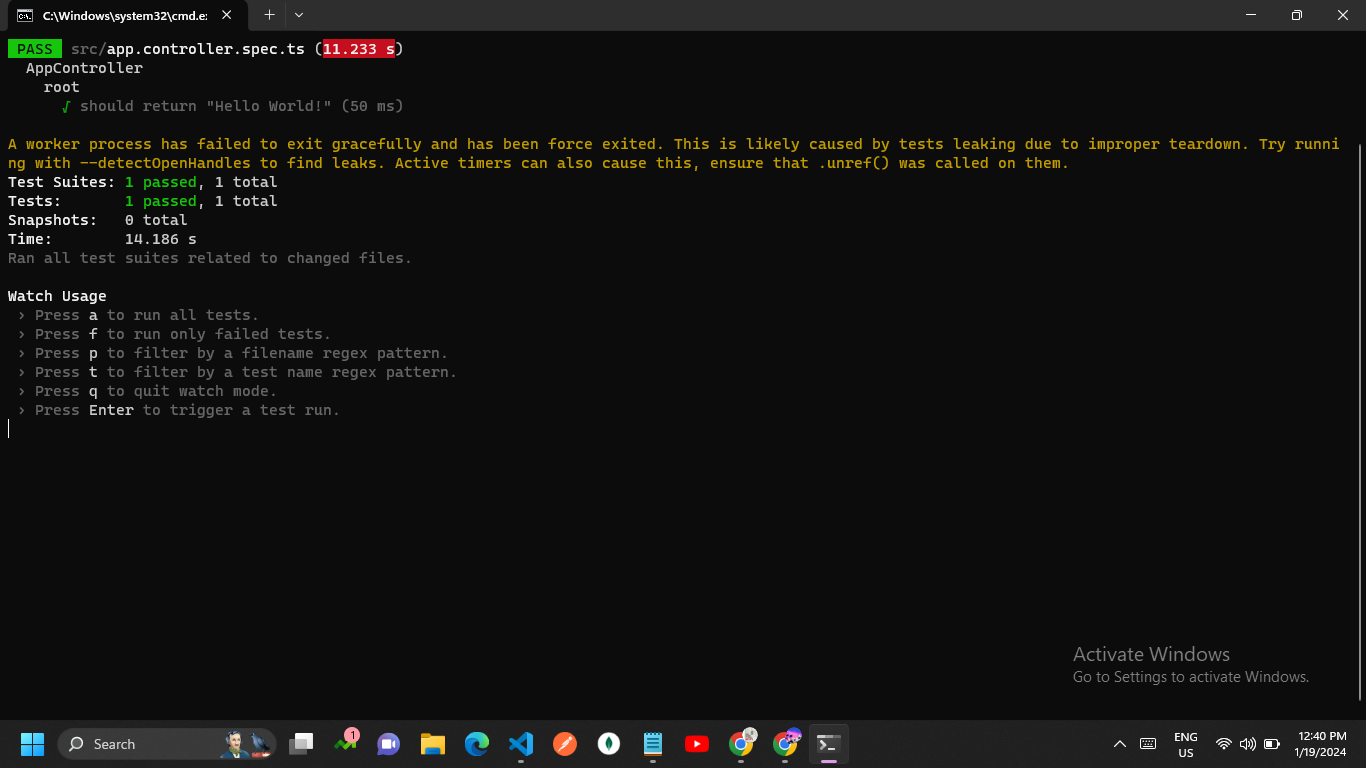 C:\Windows\system32\cmd.e
PASS src/app.controller.spec.ts (11.233 s)
AppController
root
√ should return "Hello World!" (50 ms)
A worker process has failed to exit gracefully and has been force exited. This is likely caused by tests leaking due to improper teardown. Try runni
ng with --detectOpenHandles to find leaks. Active timers can also cause this, ensure that .unref() was called on them.
Test Suites: 1 passed, 1 total
Tests: 1 passed, 1 total
Snapshots: 0 total
Time: 14.186 s
Ran all test suites related to changed files.
Watch Usage
› Press a to run all tests.
› Press f to run only failed tests.
› Press p to filter by a filename regex pattern.
› Press t to filter by a test name regex pattern.
› Press q to quit watch mode.
› Press Enter to trigger a test run.
Activate Windows
Go to Settings to activate Windows.
Search
1
ENG
US
12:40 PM
1/19/2024